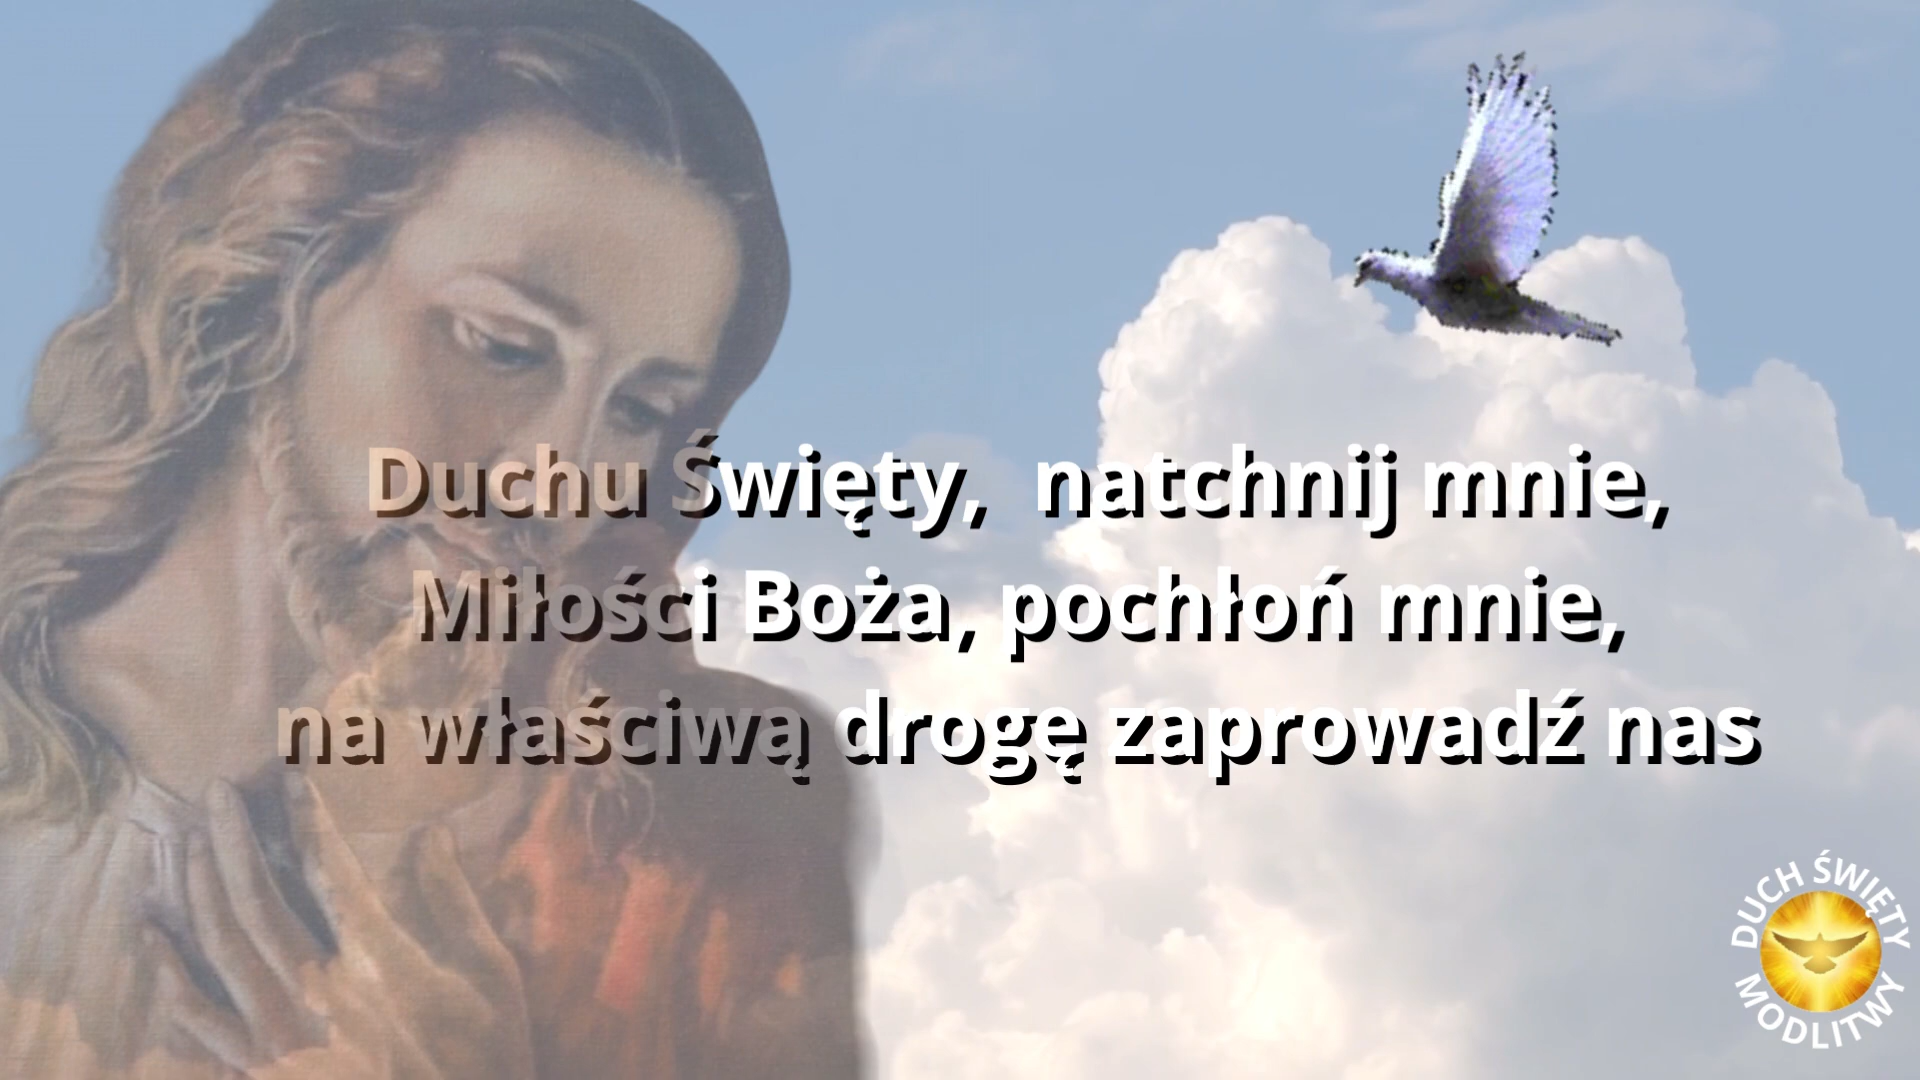 Duchu Święty, natchnij mnie,
Miłości Boża, pochłoń mnie,
na właściwą drogę zaprowadź nas
DUCH ŚWIĘTY
MODLITWY